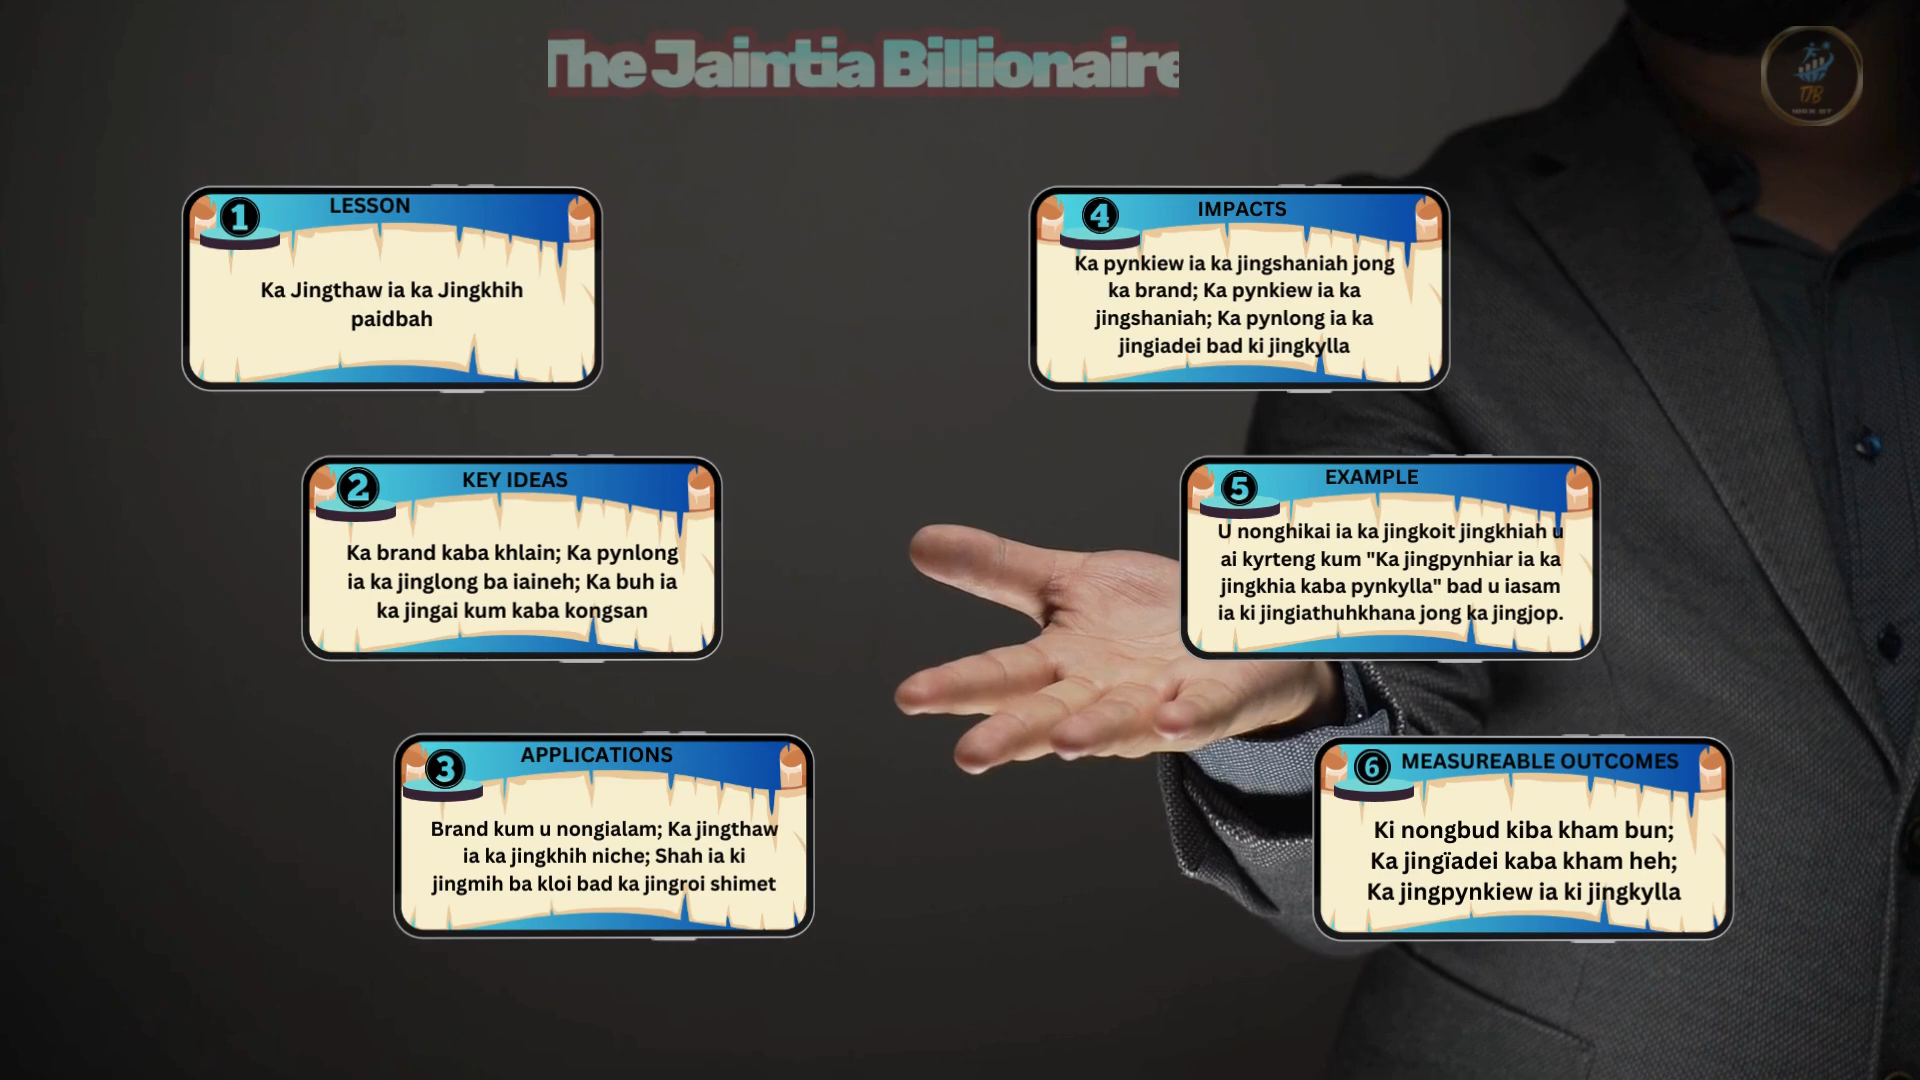 The Jaintia Billionaire
TJB
1
LESSON
Ka Jingthaw ia ka Jingkhih
paidbah
2
KEY IDEAS
Ka brand kaba khlain; Ka pynlong
ia ka jinglong ba iaineh; Ka buh ia
ka jingai kum kaba kongsan
3
APPLICATIONS
Brand kum u nongialam; Ka jingthaw
ia ka jingkhih niche; Shah ia ki
jingmih ba kloi bad ka jingroi shimet
4
IMPACTS
Ka pynkiew ia ka jingshaniah jong
ka brand; Ka pynkiew ia ka
jingshaniah; Ka pynlong ia ka
jingiadei bad ki jingkylla
5
EXAMPLE
U nonghikai ia ka jingkoit jingkhiah u
ai kyrteng kum "Ka jingpynhiar ia ka
jingkhia kaba pynkylla" bad u iasam
ia ki jingiathuhkhana jong ka jingjop.
6
MEASUREABLE OUTCOMES
Ki nongbud kiba kham bun;
Ka jingïadei kaba kham heh;
Ka jingpynkiew ia ki jingkylla